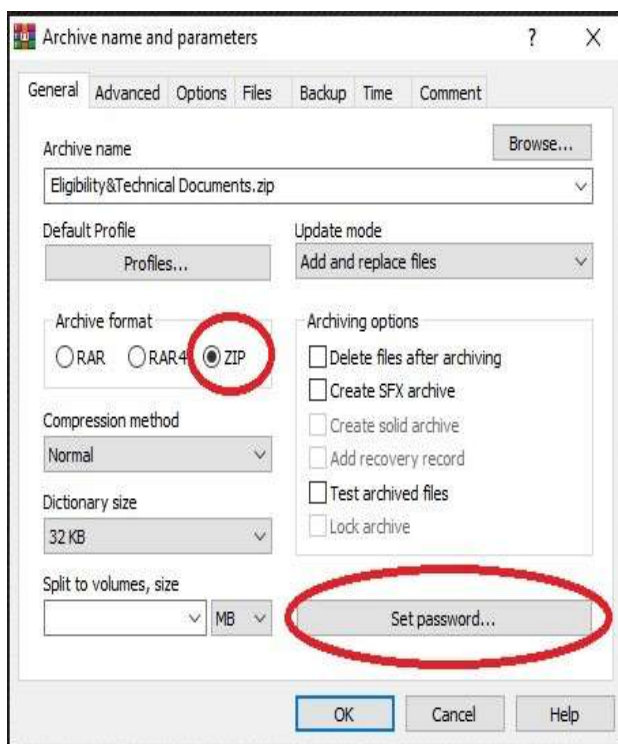 Archive name and parameters ? X
General Advanced Options Files Backup Time Comment
Archive name Browse...
Eligibility&Technical Documents.zip
Default Profile Update mode
Profiles... Add and replace files
Archive format Archiving options
RAR RAR4 ZIP Delete files after archiving
Create SFX archive
Compression method Create solid archive
Normal Add recovery record
Dictionary size Test archived files
32 KB Lock archive
Split to volumes, size
MB Set password...
OK Cancel Help